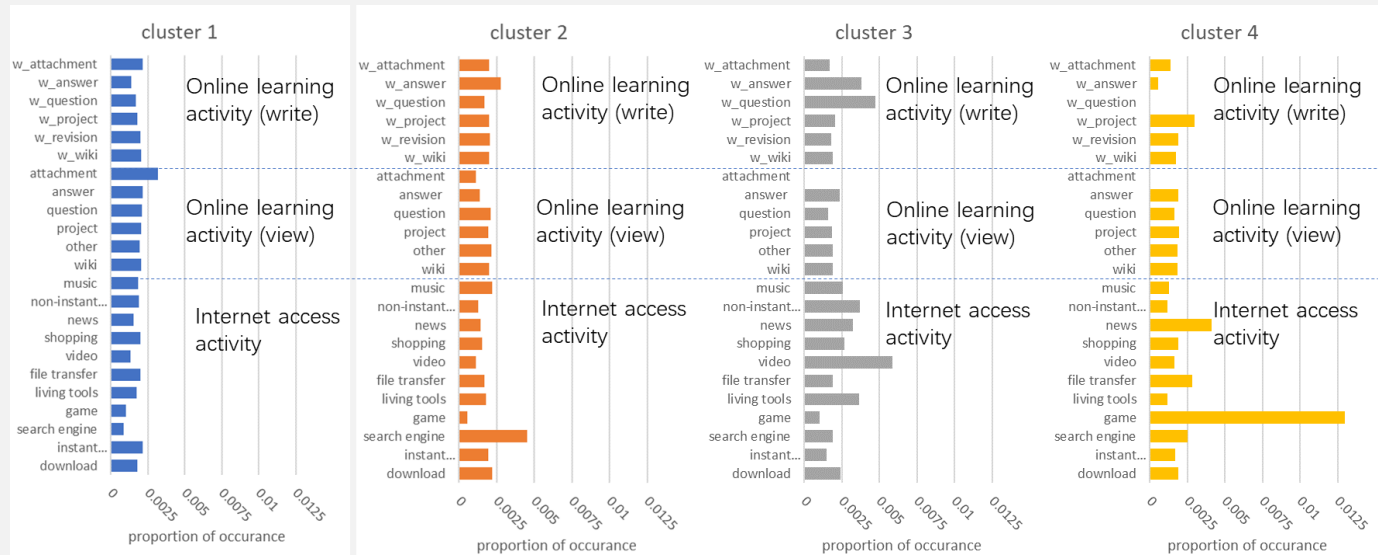 cluster 1
w_attachment
w_answer
w_question
w_project
w_revision
w_wiki
attachment
answer
question
project
other
wiki
music
non-instant...
news
shopping
video
file transfer
living tools
game
search engine
instant...
download
Online learning
activity (write)
Online learning
activity (view)
Internet access
activity
0
0.0025
0.005
0.0075
0.01
0.0125
proportion of occurance
cluster 2
w_attachment
w_answer
w_question
w_project
w_revision
w_wiki
attachment
answer
question
project
other
wiki
music
non-instant...
news
shopping
video
file transfer
living tools
game
search engine
instant...
download
Online learning
activity (write)
Online learning
activity (view)
Internet access
activity
0
0.0025
0.005
0.0075
0.01
0.0125
proportion of occurance
cluster 3
w_attachment
w_answer
w_question
w_project
w_revision
w_wiki
attachment
answer
question
project
other
wiki
music
non-instant...
news
shopping
video
file transfer
living tools
game
search engine
instant...
download
Online learning
activity (write)
Online learning
activity (view)
Internet access
activity
0
0.0025
0.005
0.0075
0.01
0.0125
proportion of occurance
cluster 4
w_attachment
w_answer
w_question
w_project
w_revision
w_wiki
attachment
answer
question
project
other
wiki
music
non-instant...
news
shopping
video
file transfer
living tools
game
search engine
instant...
download
Online learning
activity (write)
Online learning
activity (view)
Internet access
activity
0
0.0025
0.005
0.0075
0.01
0.0125
proportion of occurance